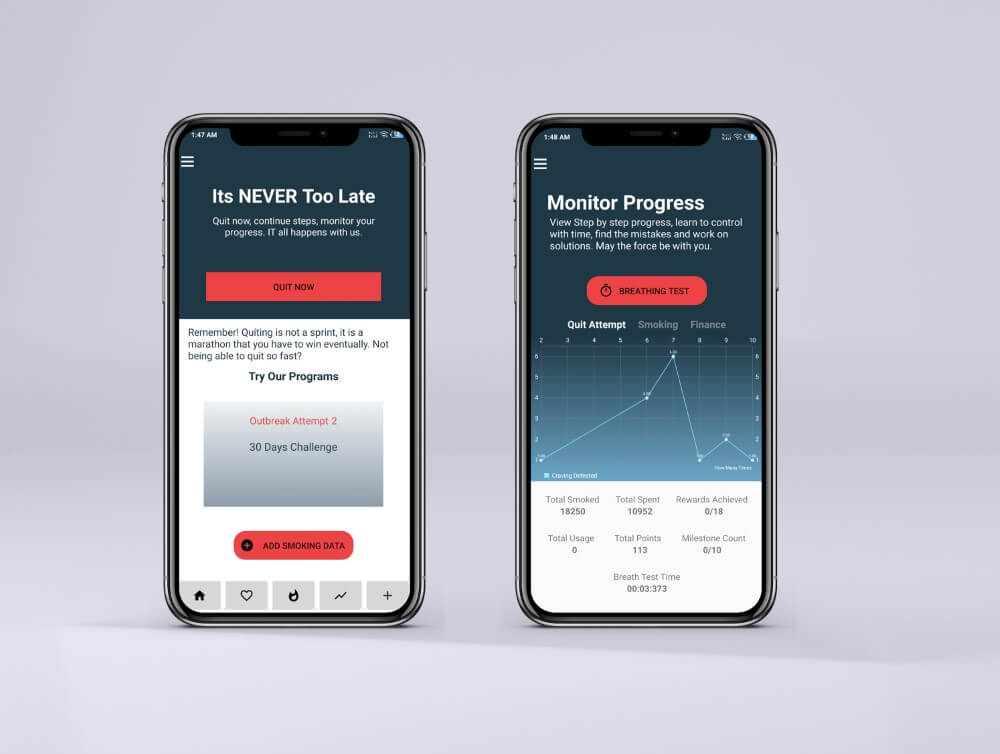 1:47 AM
Its NEVER Too Late
Quit now, continue steps, monitor your
progress. IT all happens with us.
QUIT NOW
Remember! Quiting is not a sprint, it is a
marathon that you have to win eventually. Not
being able to quit so fast?
Try Our Programs
Outbreak Attempt 2
30 Days Challenge
ADD SMOKING DATA
1:48 AM
Monitor Progress
View Step by step progress, learn to control
with time, find the mistakes and work on
solutions. May the force be with you.
BREATHING TEST
Quit Attempt Smoking Finance
2 3 4 5 6 7 8 9 10
6 6
5 5
4
3 3
2 2
1 1
How Many Times
Craving Defeated
Total Smoked Total Spent Rewards Achieved
18250 10952 0/18
Total Usage Total Points Milestone Count
0 113 0/10
Breath Test Time
00:03:373